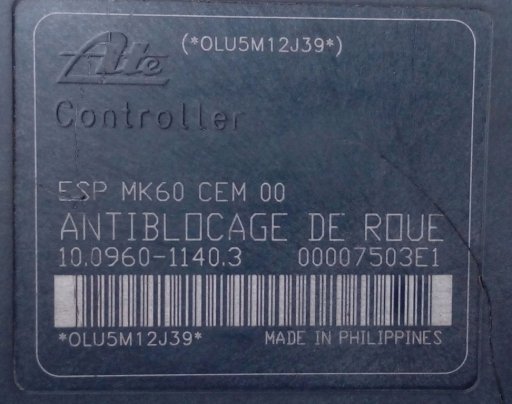 (*OLU5M12J39*)
Ate
Controller
ESP MK60 CEM 00
ANTIBLOCAGE DE ROUE
10.0960-1140.3 00007503E1
*OLU5M12J39* MADE IN PHILIPPINES